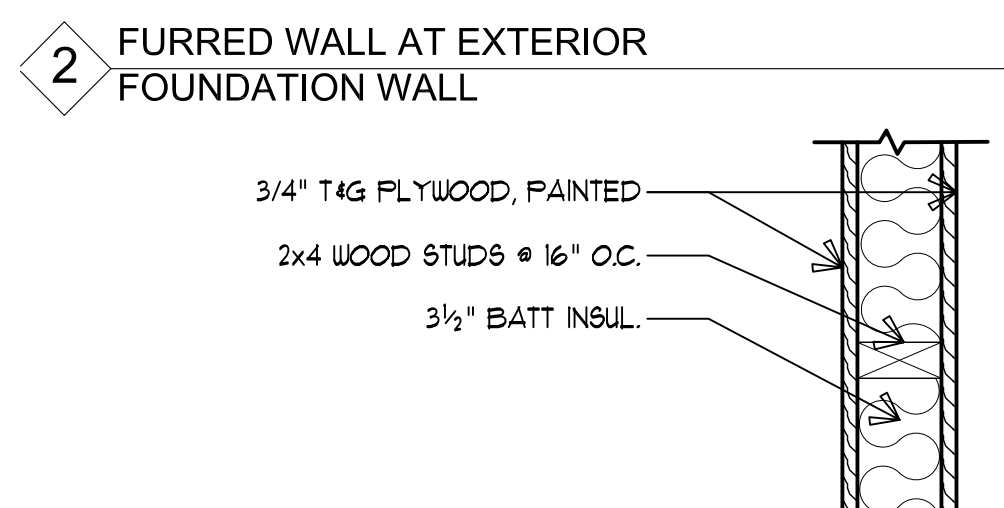 2
FURRED WALL AT EXTERIOR
FOUNDATION WALL
3/4" T&G PLYWOOD, PAINTED
2x4 WOOD STUDS @ 16" O.C.
3½" BATT INSUL.